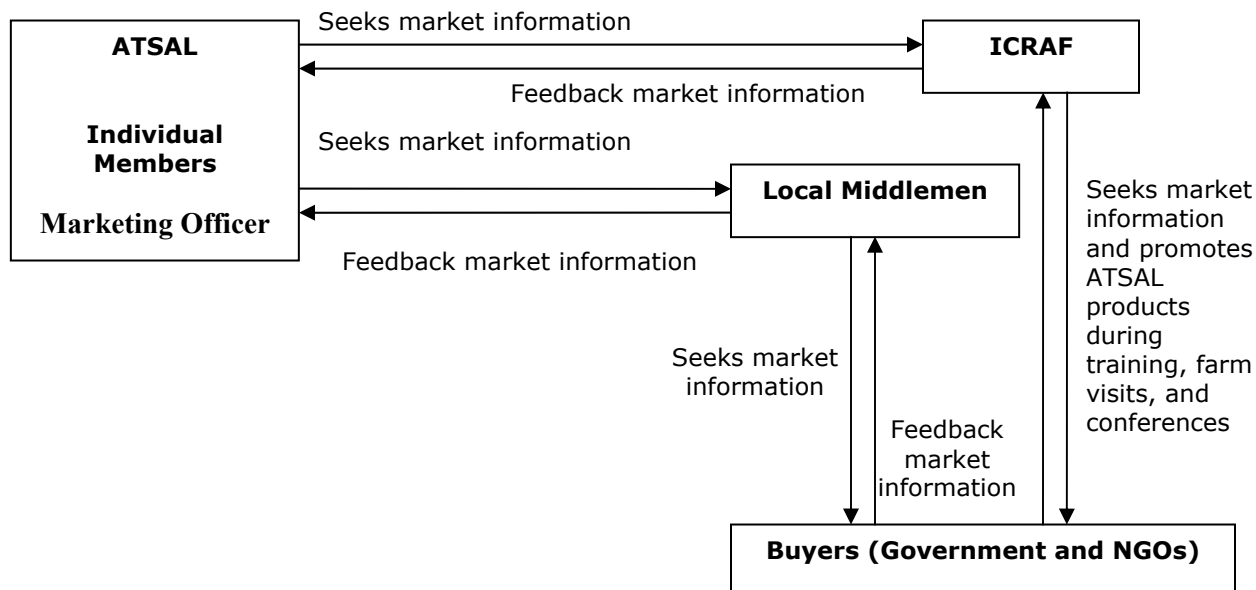 Seeks market information
ATSAL
ICRAF
Feedback market information
Individual
Members
Seeks market information
Marketing Officer
Local Middlemen
Feedback market information
Seeks market
information
and promotes
ATSAL
products
during
training, farm
visits, and
conferences
Seeks market
information
Feedback
market
information
Buyers (Government and NGOs)